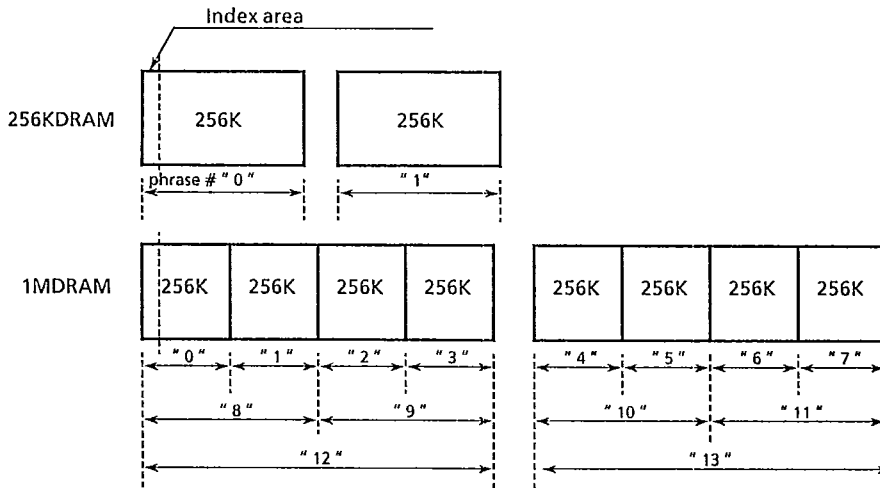 Index area
256KDRAM
256K 256K
phrase # " 0 " " 1 "
1MDRAM
256K 256K 256K 256K 256K 256K 256K 256K
" 0 " " 1 " " 2 " " 3 " " 4 " " 5 " " 6 " " 7 "
" 8 " " 9 " " 10 " " 11 "
" 12 " " 13 "